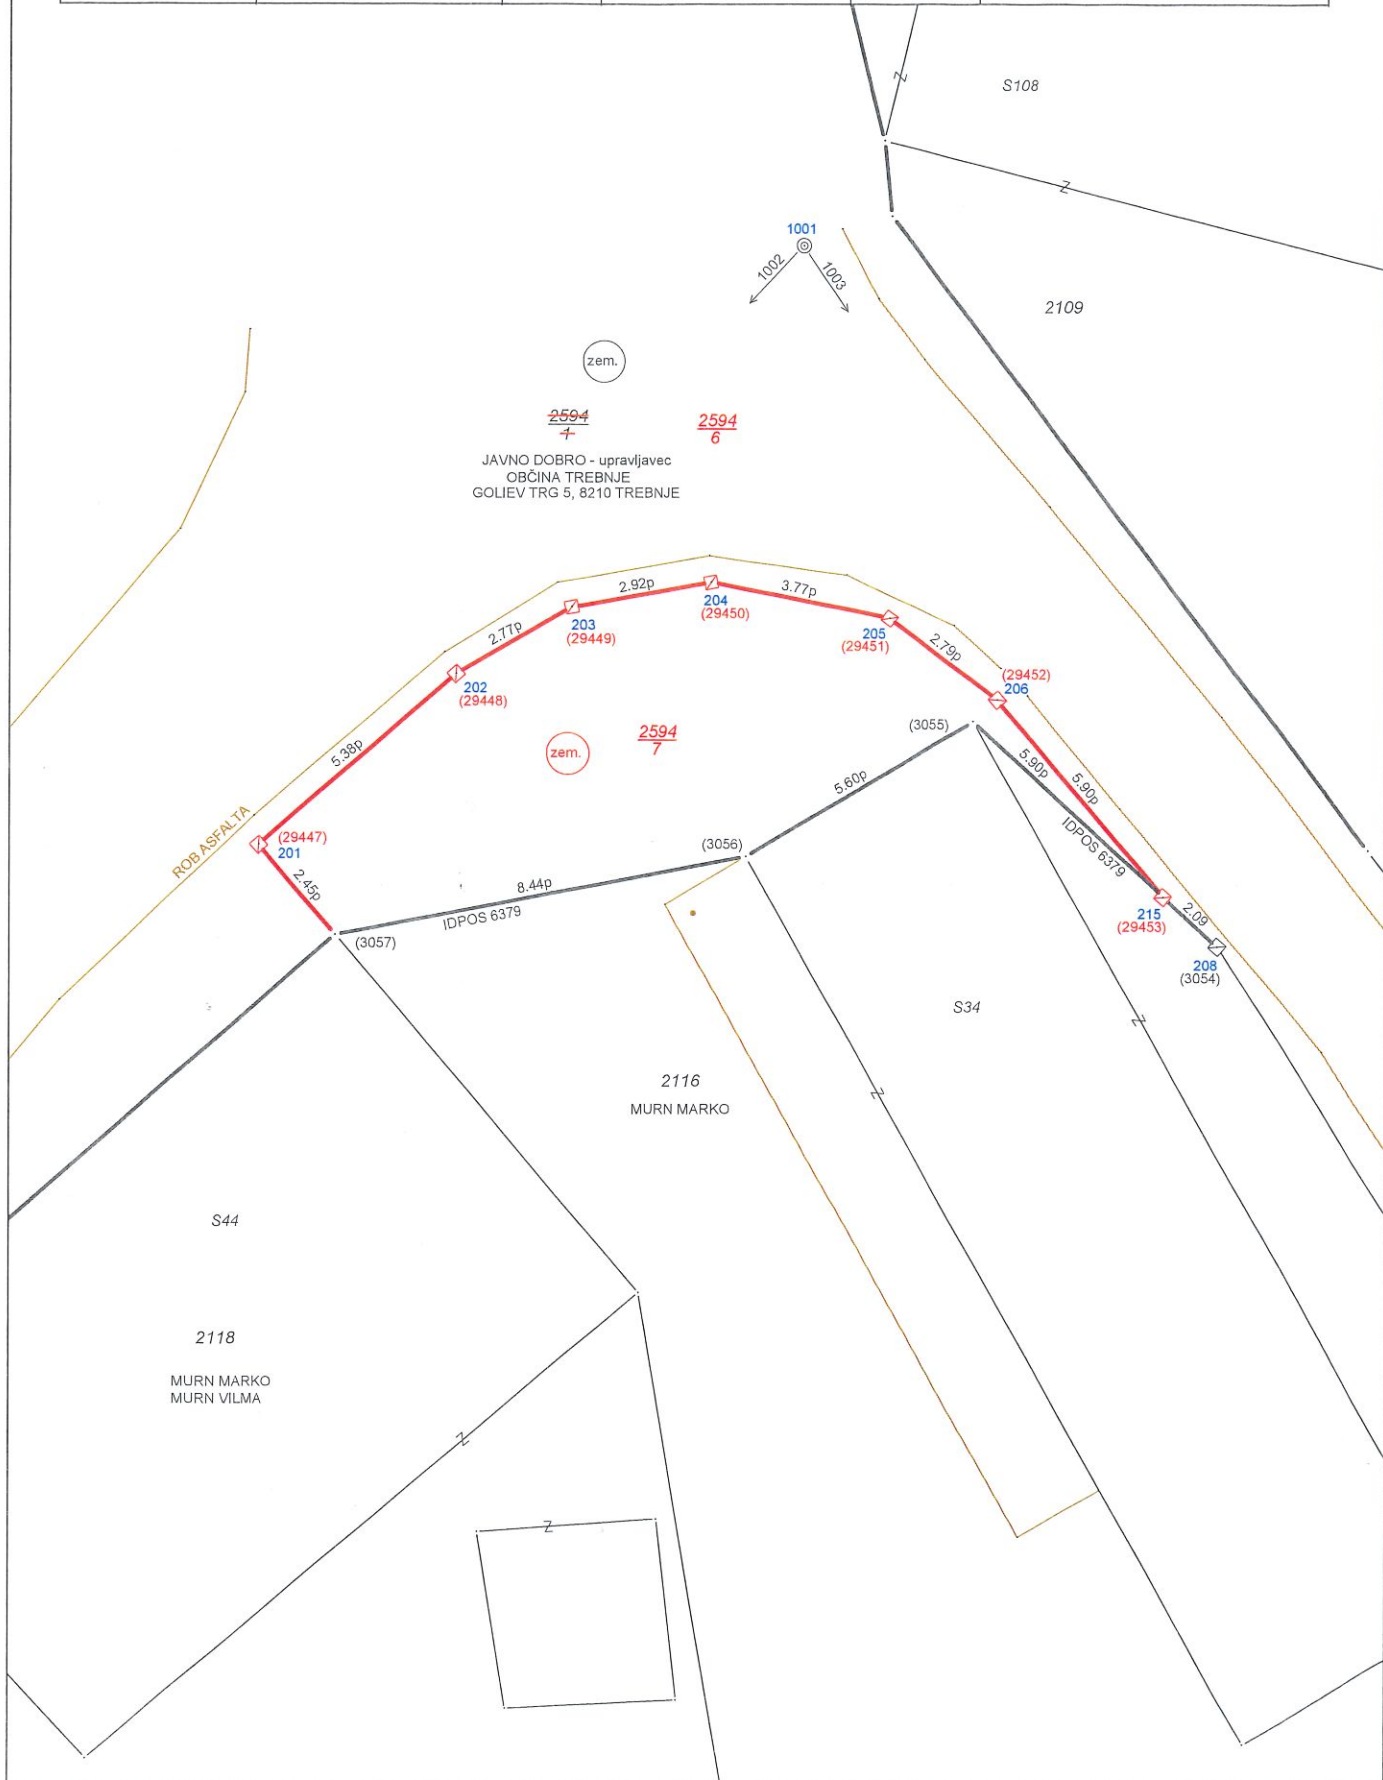 Z
S108
Z
1001
1002
1003
2109
zem.
2594
1
2594
6
JAVNO DOBRO - upravljavec
OBČINA TREBNJE
GOLIEV TRG 5, 8210 TREBNJE
2.92p
3.77p
204
(29450)
203
(29449)
2.77p
205
(29451)
2.79p
(29452)
206
202
(29448)
2594
7
zem.
(3055)
5.38p
5.60p
5.90p
5.90p
ROB ASFALTA
(29447)
201
(3056)
IDPOS 6379
2.45p
8.44p
IDPOS 6379
(3057)
215
(29453)
2.09
208
(3054)
S34
Z
2116
MURN MARKO
Z
S44
2118
MURN MARKO
MURN VILMA
Z
Z